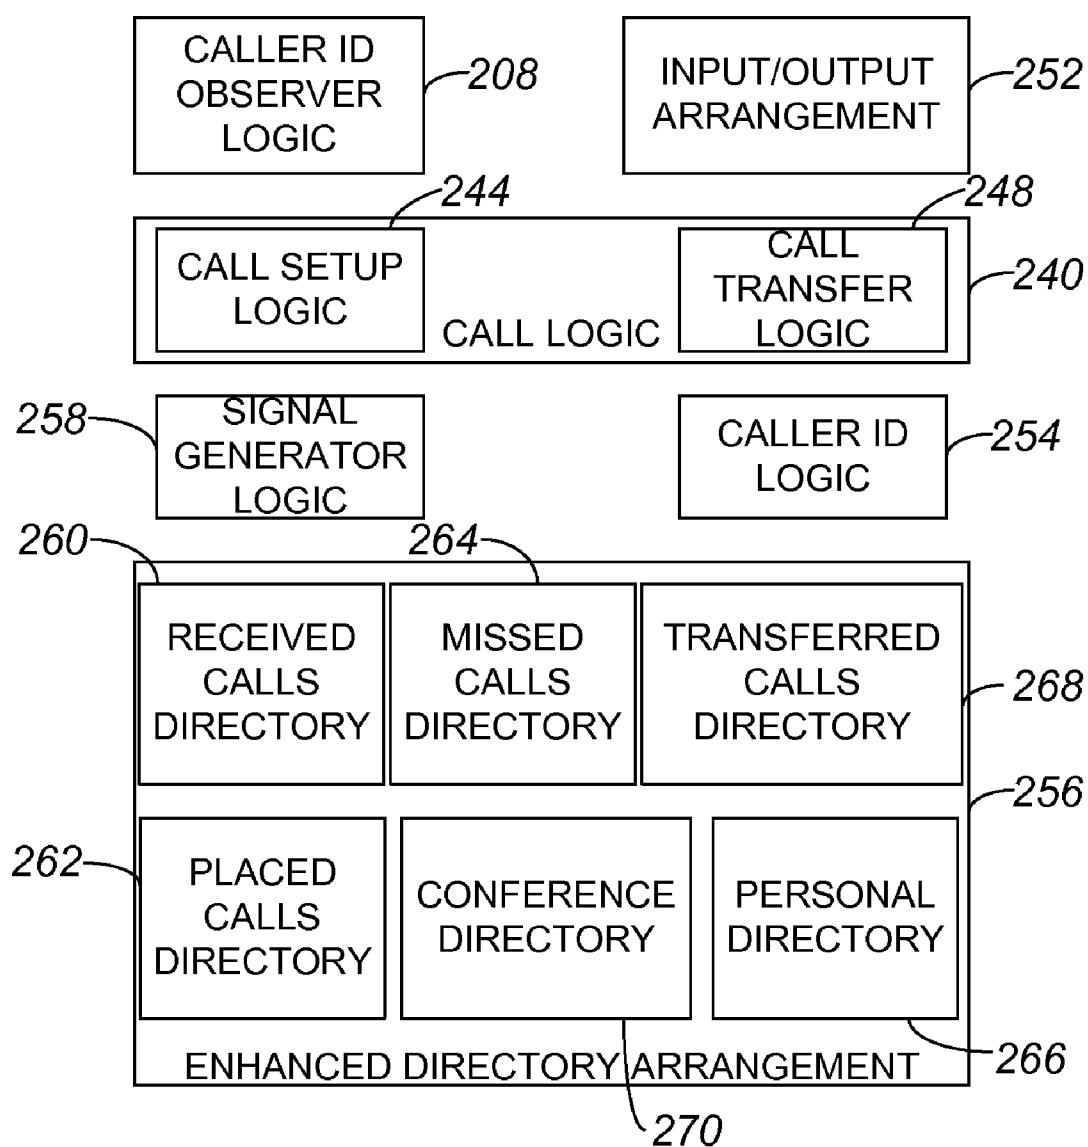 CALLER ID
OBSERVER
LOGIC
208
INPUT/OUTPUT
ARRANGEMENT
252
244
248
CALL SETUP
LOGIC
CALL LOGIC
CALL
TRANSFER
LOGIC
240
258
SIGNAL
GENERATOR
LOGIC
CALLER ID
LOGIC
254
260
264
RECEIVED
CALLS
DIRECTORY
MISSED
CALLS
DIRECTORY
TRANSFERRED
CALLS
DIRECTORY
268
256
262
PLACED
CALLS
DIRECTORY
CONFERENCE
DIRECTORY
PERSONAL
DIRECTORY
ENHANCED DIRECTORY ARRANGEMENT
266
270